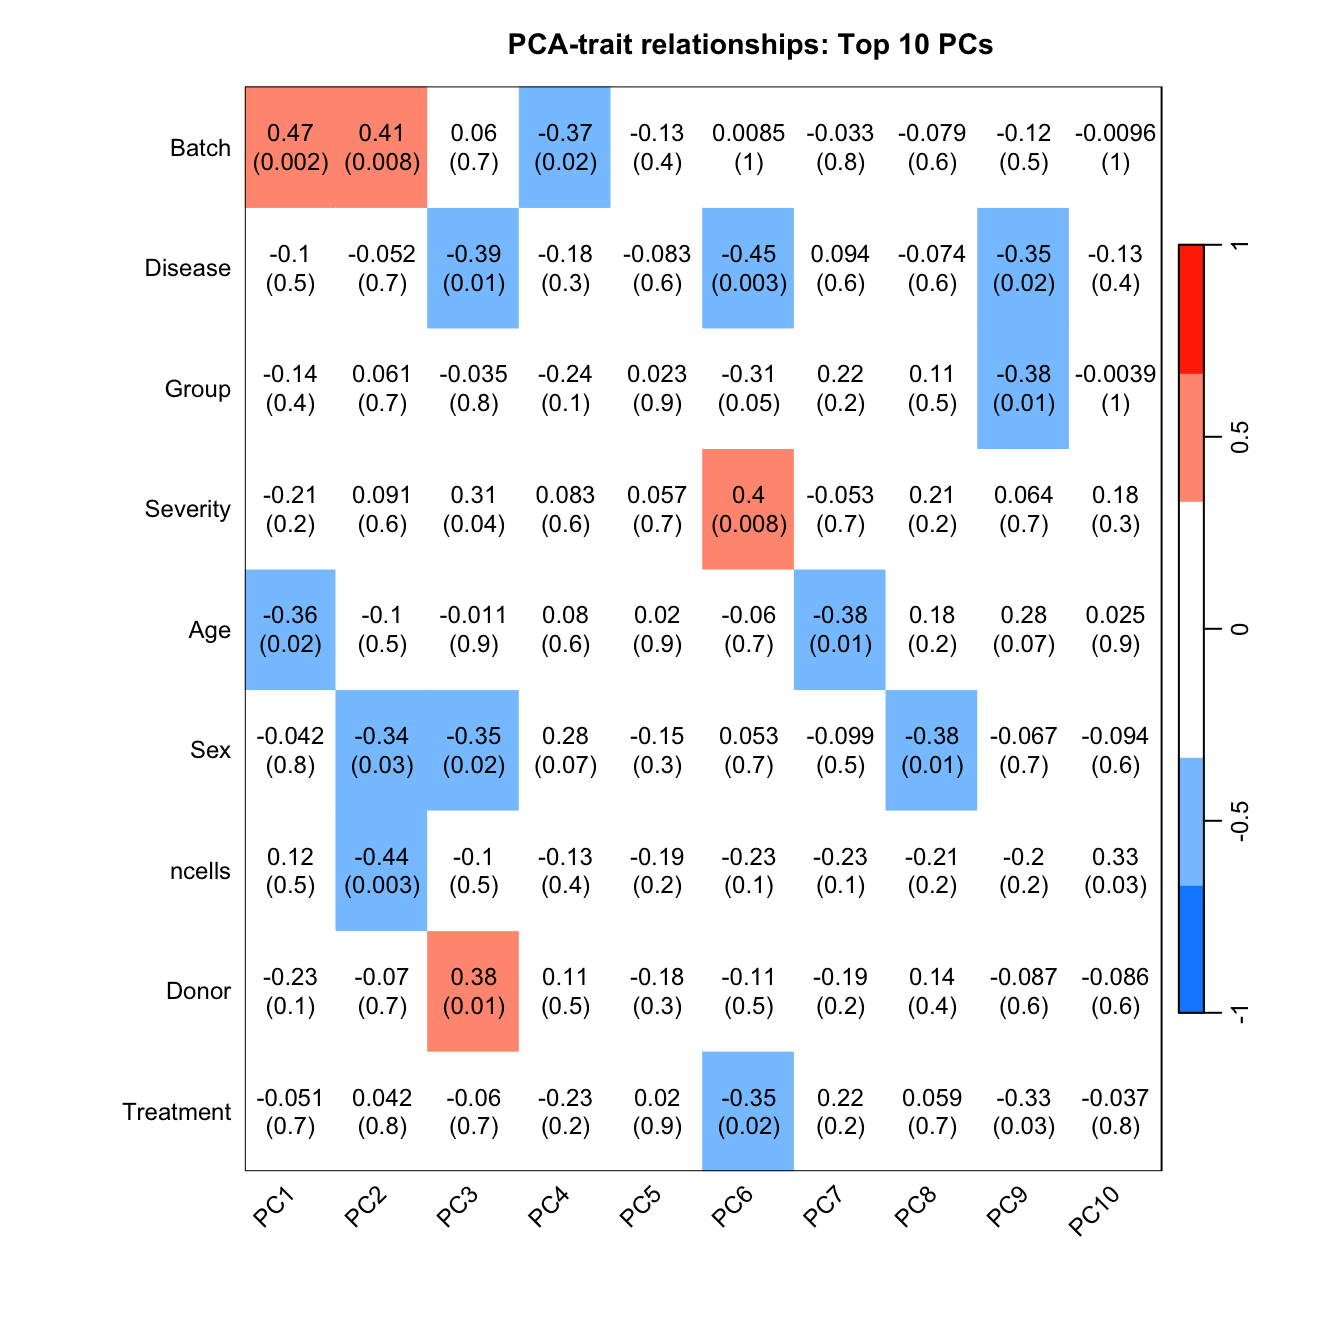 PCA-trait relationships: Top 10 PCs
Batch 0.47 0.41 0.06 -0.37 -0.13 0.0085 -0.033 -0.079 -0.12 -0.0096
(0.002) (0.008) (0.7) (0.02) (0.4) (1) (0.8) (0.6) (0.5) (1)
Disease -0.1 -0.052 -0.39 -0.18 -0.083 -0.45 0.094 -0.074 -0.35 -0.13
(0.5) (0.7) (0.01) (0.3) (0.6) (0.003) (0.6) (0.6) (0.02) (0.4)
Group -0.14 0.061 -0.035 -0.24 0.023 -0.31 0.22 0.11 -0.38 -0.0039
(0.4) (0.7) (0.8) (0.1) (0.9) (0.05) (0.2) (0.5) (0.01) (1)
Severity -0.21 0.091 0.31 0.083 0.057 0.4 -0.053 0.21 0.064 0.18
(0.2) (0.6) (0.04) (0.6) (0.7) (0.008) (0.7) (0.2) (0.7) (0.3)
Age -0.36 -0.1 -0.011 0.08 0.02 -0.06 -0.38 0.18 0.28 0.025
(0.02) (0.5) (0.9) (0.6) (0.9) (0.7) (0.01) (0.2) (0.07) (0.9)
Sex -0.042 -0.34 -0.35 0.28 -0.15 0.053 -0.099 -0.38 -0.067 -0.094
(0.8) (0.03) (0.02) (0.07) (0.3) (0.7) (0.5) (0.01) (0.7) (0.6)
ncells 0.12 -0.44 -0.1 -0.13 -0.19 -0.23 -0.23 -0.21 -0.2 0.33
(0.5) (0.003) (0.5) (0.4) (0.2) (0.1) (0.1) (0.2) (0.2) (0.03)
Donor -0.23 -0.07 0.38 0.11 -0.18 -0.11 -0.19 0.14 -0.087 -0.086
(0.1) (0.7) (0.01) (0.5) (0.3) (0.5) (0.2) (0.4) (0.6) (0.6)
Treatment -0.051 0.042 -0.06 -0.23 0.02 -0.35 0.22 0.059 -0.33 -0.037
(0.7) (0.8) (0.7) (0.2) (0.9) (0.02) (0.2) (0.7) (0.03) (0.8)
PC1 PC2 PC3 PC4 PC5 PC6 PC7 PC8 PC9 PC10
1
0.5
0
-0.5
-1